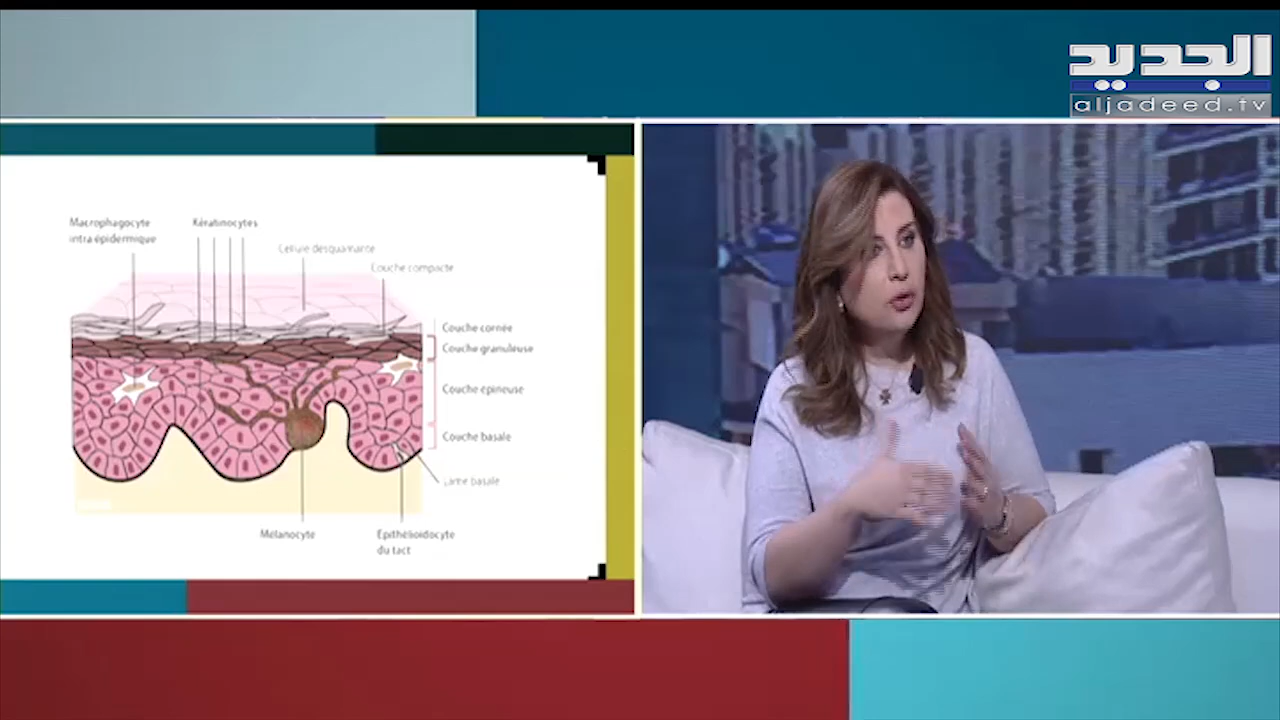 الجديد
aljadeed.tv
Macrophagocyte
intra épidermique
Kératinocytes
Cellule desquamante
Couche compacte
Couche cornée
Couche granuleuse
Couche épineuse
Couche basale
Lame basale
Mélanocyte
Epithélioïdocyte
du tact